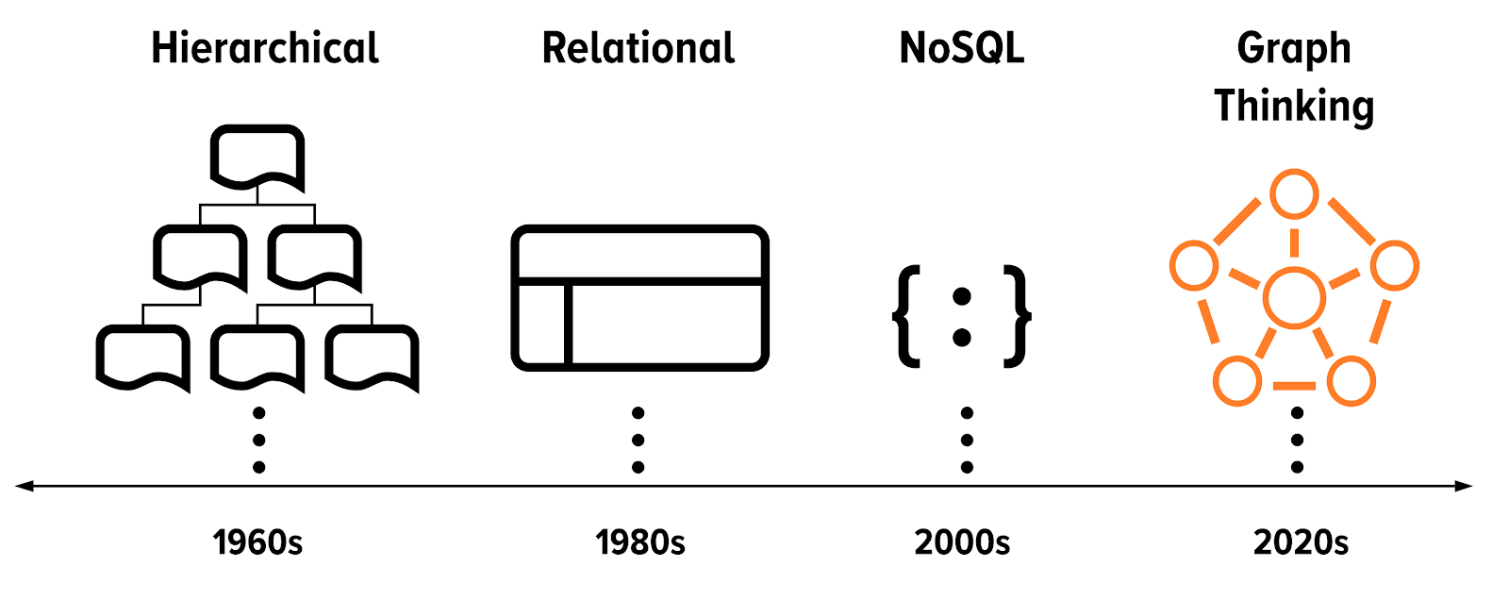 Hierarchical
Relational
NoSQL
Graph
Thinking
{ : }
1960s
1980s
2000s
2020s